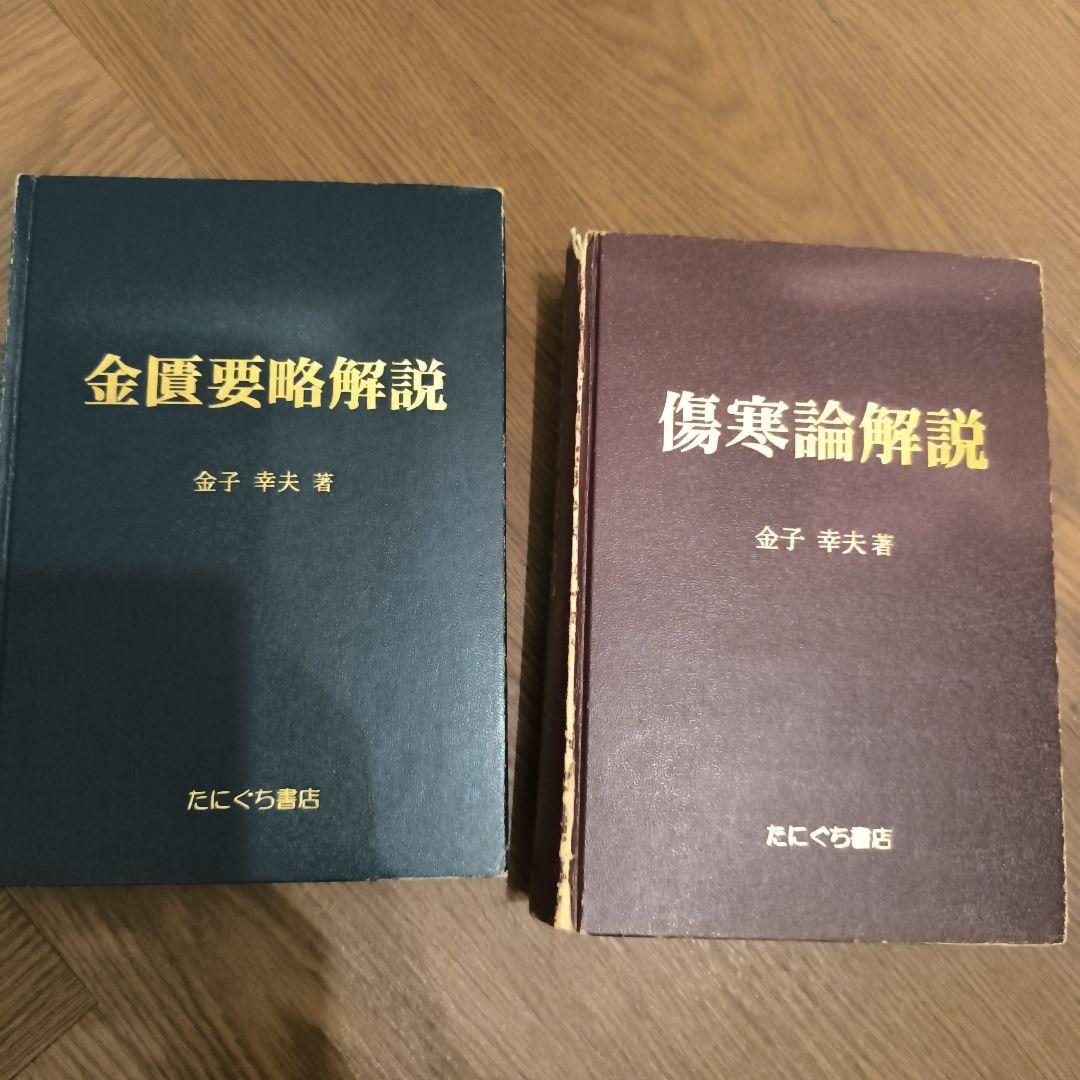 金匱要略解説
金子 幸夫 著
たにぐち書店
傷寒論解説
金子 幸夫著
たにぐち書店